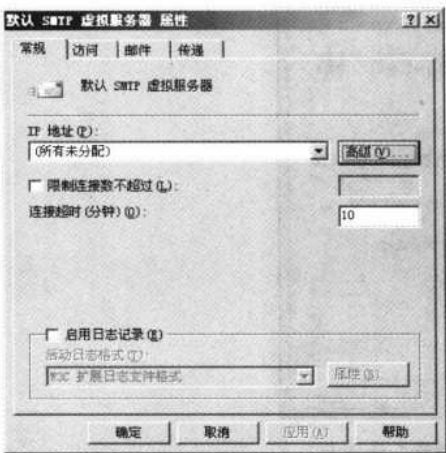 默认 SMTP 虚拟服务器 属性
常规 访问 邮件 传递
默认 SMTP 虚拟服务器
IP 地址(P):
(所有未分配) 高级(V)...
限制连接数不超过(L):
连接超时(分钟)(O): 10
启用日志记录(E)
活动日志格式(T):
W3C 扩展日志文件格式 属性(S)...
确定 取消 应用(A) 帮助